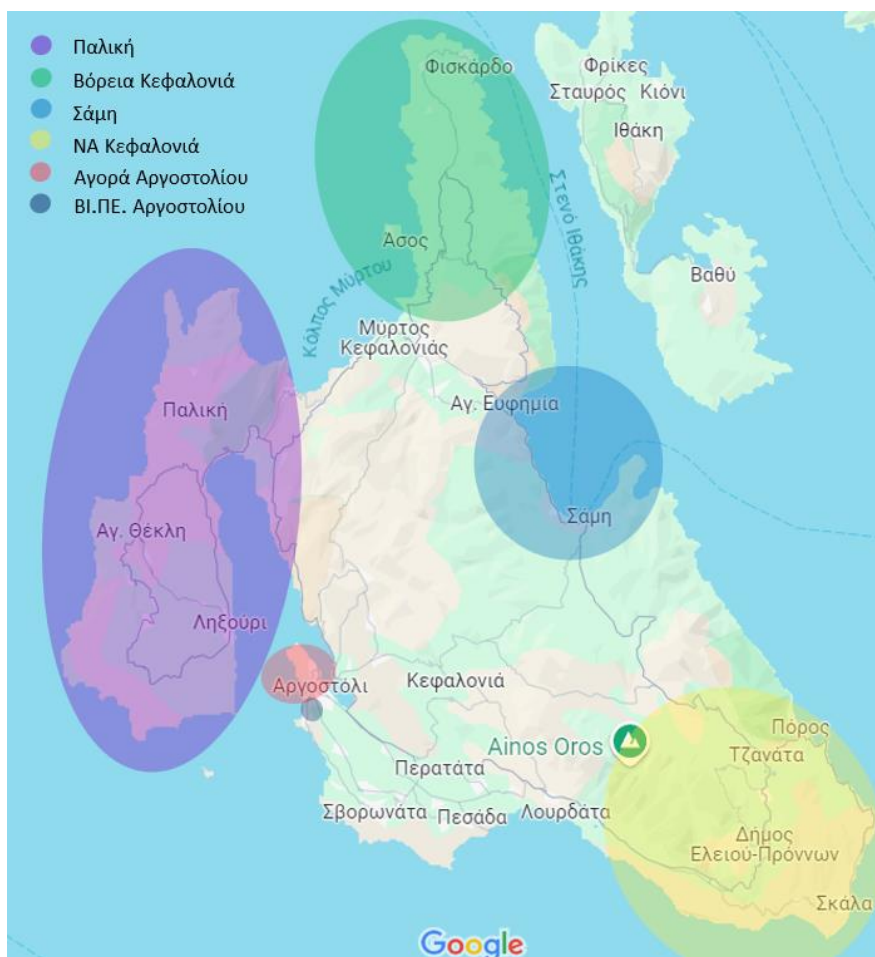 Παλική
Βόρεια Κεφαλονιά
Σάμη
ΝΑ Κεφαλονιά
Αγορά Αργοστολίου
ΒΙ.ΠΕ. Αργοστολίου
Φισκάρδο
Φρίκες
Σταυρός
Κιόνι
Ιθάκη
Στενό Ιθάκης
Άσος
Βαθύ
Κόλπος Μύρτου
Μύρτος
Κεφαλονιάς
Παλική
Αγ. Ευφημία
Σάμη
Αγ. Θέκλη
Ληξούρι
Αργοστόλι
Κεφαλονιά
Ainos Oros
Πόρος
Τζανάτα
Περατάτα
Σβορωνάτα
Πεσάδα
Λουρδάτα
Δήμος
Ελειού-Πρόννων
Σκάλα
Google